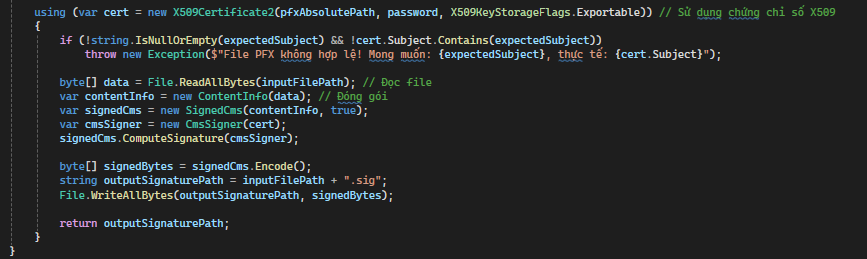 using (var cert = new X509Certificate2(pfxAbsolutePath, password, X509KeyStorageFlags.Exportable)) // Sử dụng chứng chỉ số X509
{
if (!string.IsNullOrEmpty(expectedSubject) && !cert.Subject.Contains(expectedSubject))
throw new Exception($"File PFX không hợp lệ! Mong muốn: {expectedSubject}, thực tế: {cert.Subject}");
byte[] data = File.ReadAllBytes(inputFilePath); // Đọc file
var contentInfo = new ContentInfo(data); // Đóng gói
var signedCms = new SignedCms(contentInfo, true);
var cmsSigner = new CmsSigner(cert);
signedCms.ComputeSignature(cmsSigner);
byte[] signedBytes = signedCms.Encode();
string outputSignaturePath = inputFilePath + ".sig";
File.WriteAllBytes(outputSignaturePath, signedBytes);
return outputSignaturePath;
}
}